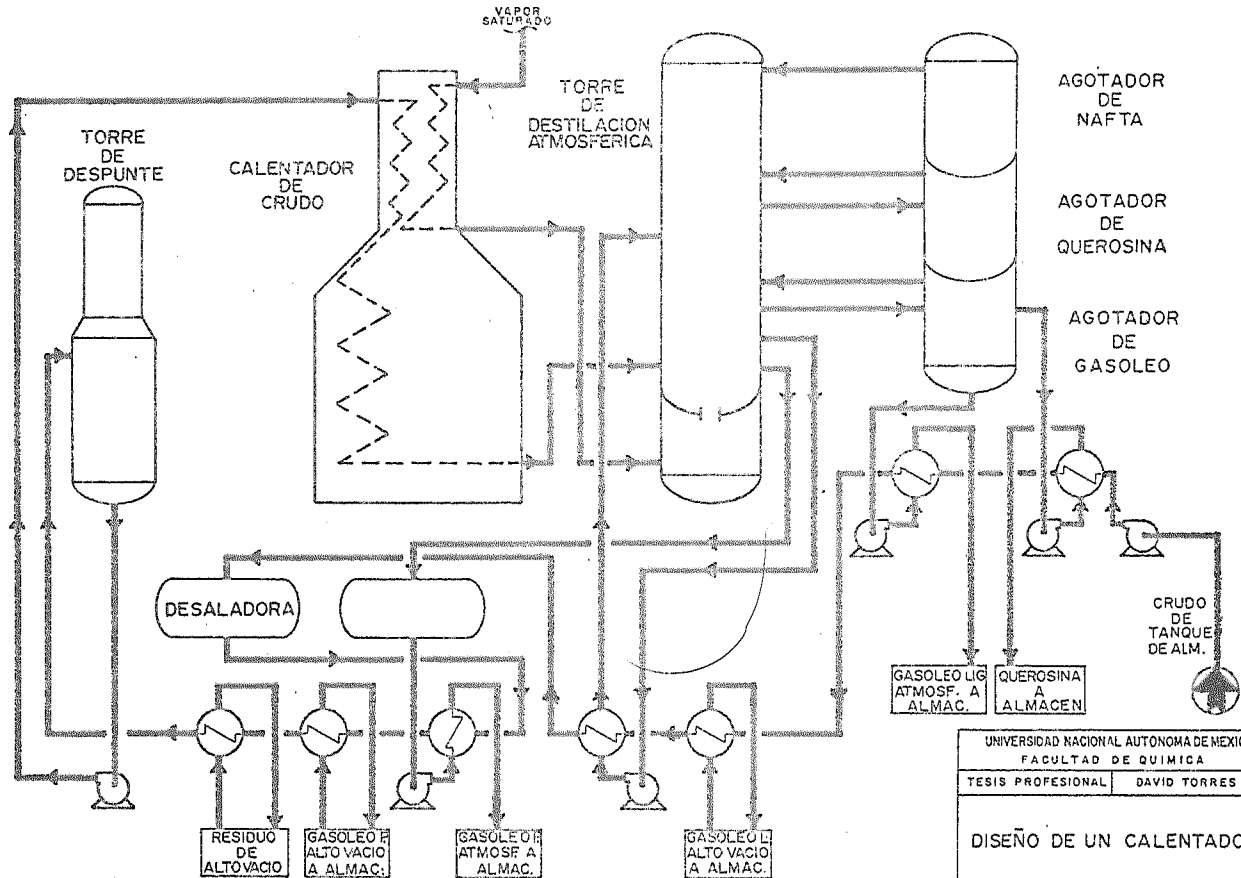 VAPOR
SATURADO
TORRE
DE
DESPUNTE
CALENTADOR
DE
CRUDO
TORRE
DE
DESTILACION
ATMOSFERICA
AGOTADOR
DE
NAFTA
AGOTADOR
DE
QUEROSINA
AGOTADOR
DE
GASOLEO
DESALADORA
CRUDO
DE
TANQUE
DE ALM.
GASOLEO LIG
ATMOSF. A
ALMAC.
QUEROSINA
A
ALMACEN
RESIDUO
DE
ALTO VACIO
GASOLEO P.
ALTO VACIO
A ALMAC.
GASOLEO P.
ATMOSF. A
ALMAC.
GASOLEO L.
ALTO VACIO
A ALMAC.
UNIVERSIDAD NACIONAL AUTONOMA DE MEXIC
FACULTAD DE QUIMICA
TESIS PROFESIONAL DAVID TORRES
DISEÑO DE UN CALENTADO